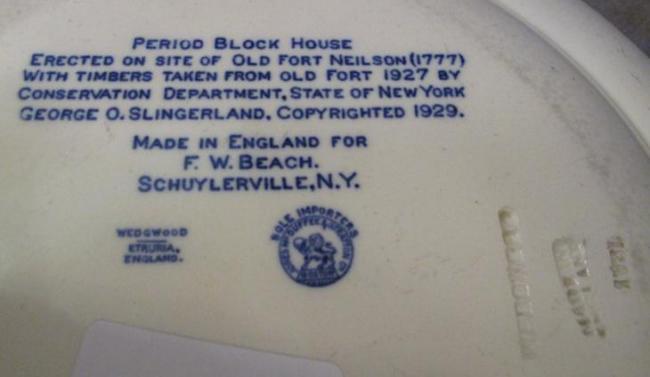 PERIOD BLOCK HOUSE
ERECTED ON SITE OF OLD FORT NEILSON (1777)
WITH TIMBERS TAKEN FROM OLD FORT 1927 BY
CONSERVATION DEPARTMENT, STATE OF NEW YORK
GEORGE O. SLINGERLAND, COPYRIGHTED 1929.
MADE IN ENGLAND FOR
F. W. BEACH.
SCHUYLERVILLE, N.Y.
WEDGWOOD
ETRURIA,
ENGLAND.
SOLE IMPORTERS